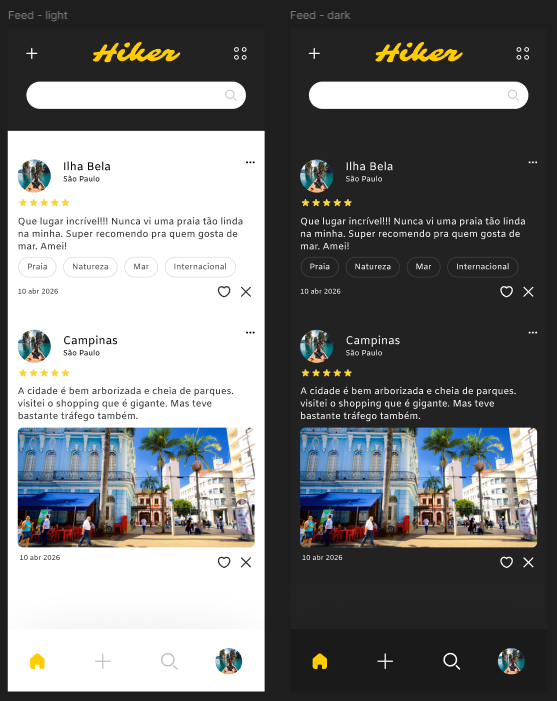 Feed - light
Hiker
Ilha Bela
São Paulo
Que lugar incrível!!! Nunca vi uma praia tão linda
na minha. Super recomendo pra quem gosta de
mar. Amei!
Praia Natureza Mar Internacional
10 abr 2026
Campinas
São Paulo
A cidade é bem arborizada e cheia de parques.
visitei o shopping que é gigante. Mas teve
bastante tráfego também.
10 abr 2026
Feed - dark
Hiker
Ilha Bela
São Paulo
Que lugar incrível!!! Nunca vi uma praia tão linda
na minha. Super recomendo pra quem gosta de
mar. Amei!
Praia Natureza Mar Internacional
10 abr 2026
Campinas
São Paulo
A cidade é bem arborizada e cheia de parques.
visitei o shopping que é gigante. Mas teve
bastante tráfego também.
10 abr 2026